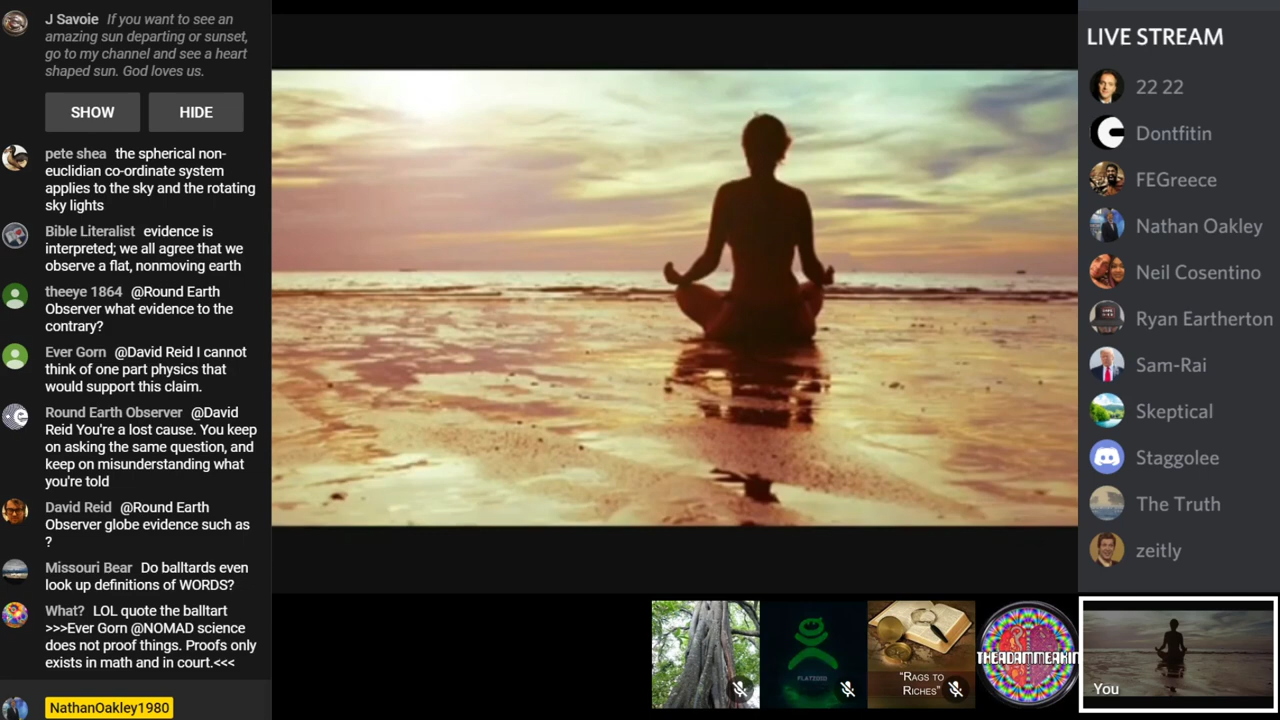 J Savoie If you want to see an
amazing sun departing or sunset,
go to my channel and see a heart
shaped sun. God loves us.
SHOW
HIDE
pete shea the spherical non-
euclidian co-ordinate system
applies to the sky and the rotating
sky lights
Bible Literalist evidence is
interpreted; we all agree that we
observe a flat, nonmoving earth
theeye 1864 @Round Earth
Observer what evidence to the
contrary?
Ever Gorn @David Reid I cannot
think of one part physics that
would support this claim.
Round Earth Observer @David
Reid You're a lost cause. You keep
on asking the same question, and
keep on misunderstanding what
you're told
David Reid @Round Earth
Observer globe evidence such as
?
Missouri Bear Do balltards even
look up definitions of WORDS?
What? LOL quote the balltart
>>>Ever Gorn @NOMAD science
does not proof things. Proofs only
exists in math and in court.<<<
NathanOakley1980
LIVE STREAM
22 22
Dontfitin
FEGreece
Nathan Oakley
Neil Cosentino
Ryan Eartherton
Sam-Rai
Skeptical
Staggolee
The Truth
zeitly
"RAGS TO
RICHES"
THEADAMMEAKIN
You